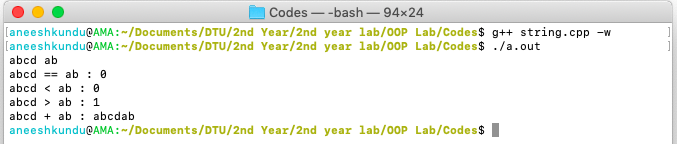 Codes — -bash — 94×24
[aneeshkundu@AMA:~/Documents/DTU/2nd Year/2nd year lab/OOP Lab/Codes$ g++ string.cpp -w ]
[aneeshkundu@AMA:~/Documents/DTU/2nd Year/2nd year lab/OOP Lab/Codes$ ./a.out ]
abcd ab
abcd == ab : 0
abcd < ab : 0
abcd > ab : 1
abcd + ab : abcdab
aneeshkundu@AMA:~/Documents/DTU/2nd Year/2nd year lab/OOP Lab/Codes$